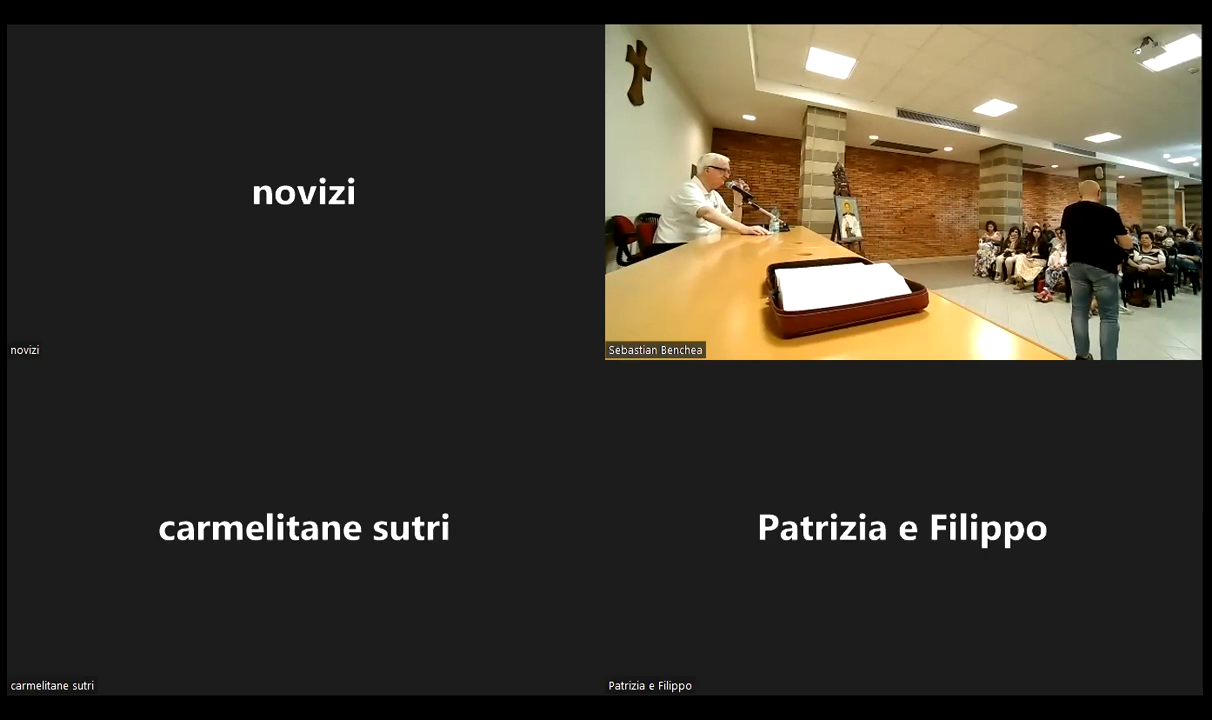 novizi
novizi
Sebastian Benchea
carmelitane sutri
Patrizia e Filippo
carmelitane sutri
Patrizia e Filippo